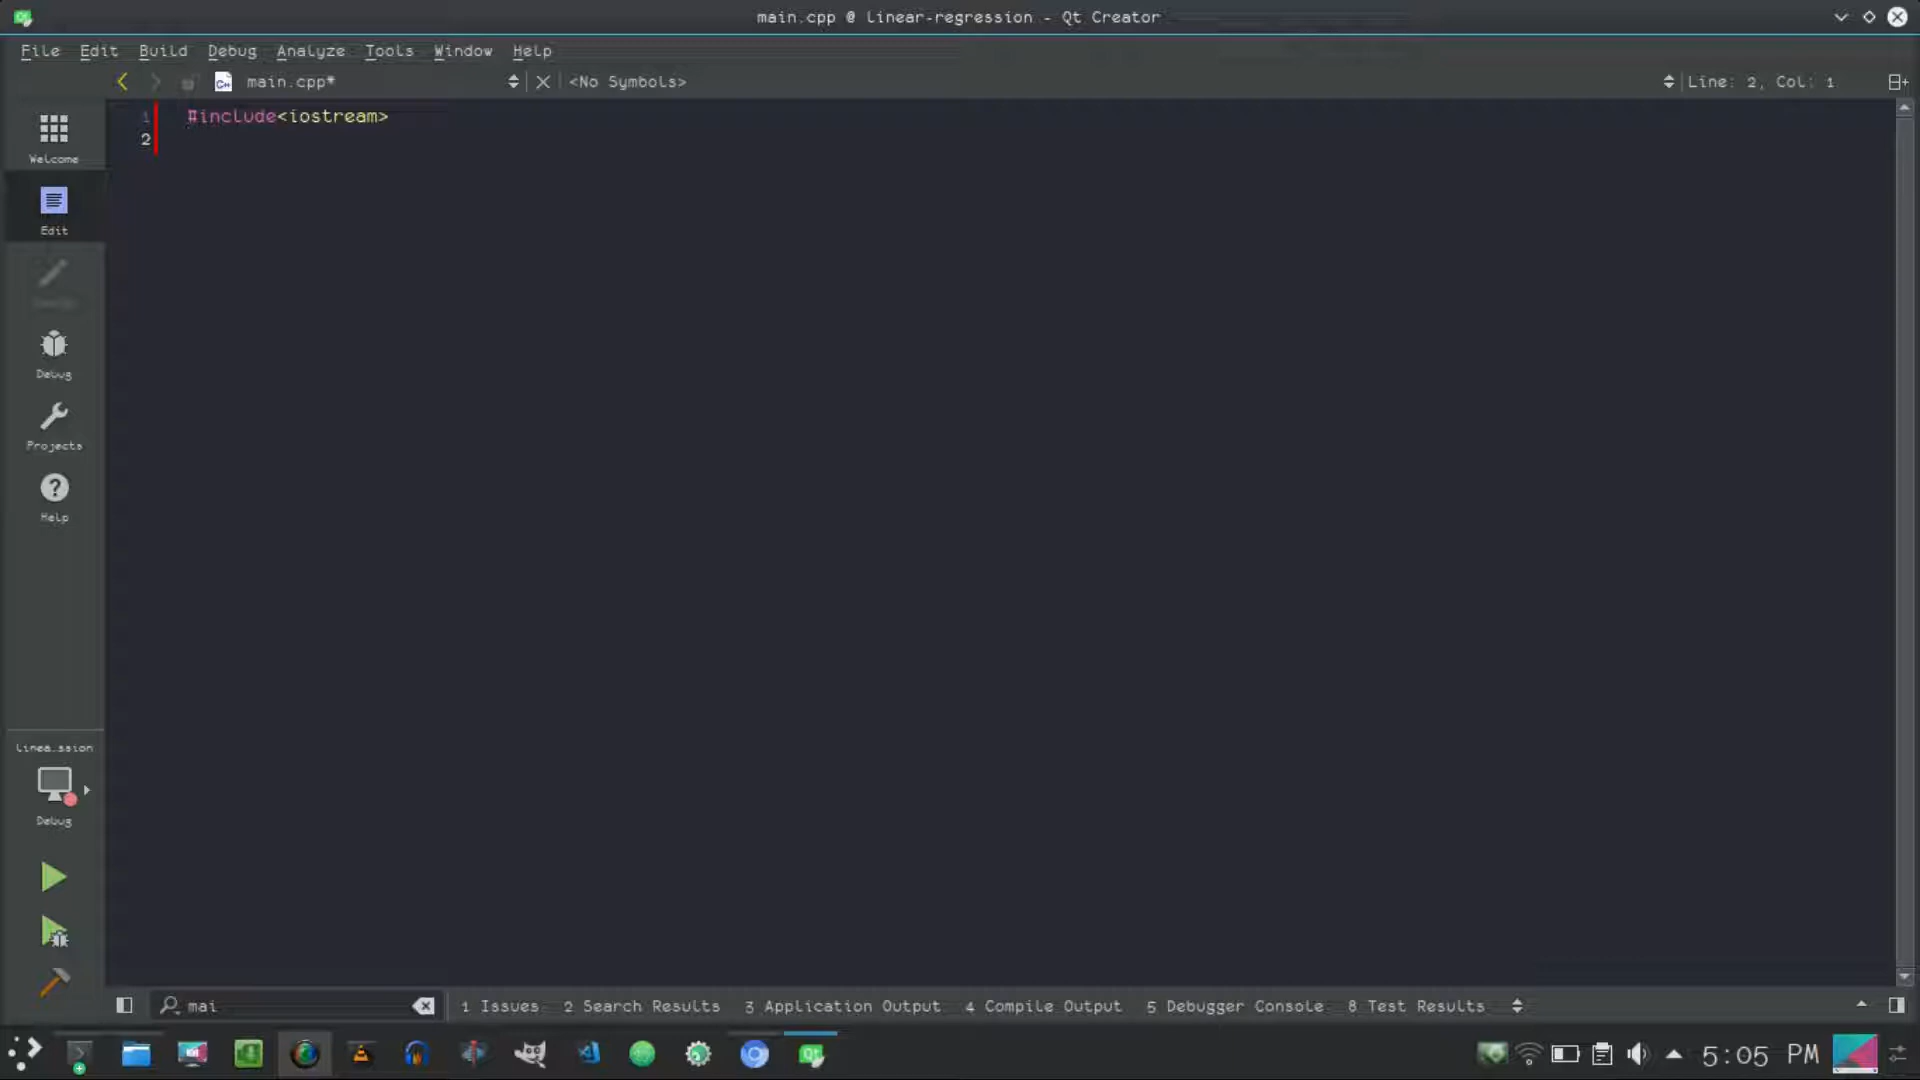 main.cpp @ linear-regression - Qt Creator
File Edit Build Debug Analyze Tools Window Help
main.cpp* <No Symbols> Line: 2, Col: 1
1 #include<iostream>
2
Welcome
Edit
Debug
Projects
Help
linea…ssion
Debug
mai 1 Issues 2 Search Results 3 Application Output 4 Compile Output 5 Debugger Console 8 Test Results
5:05 PM